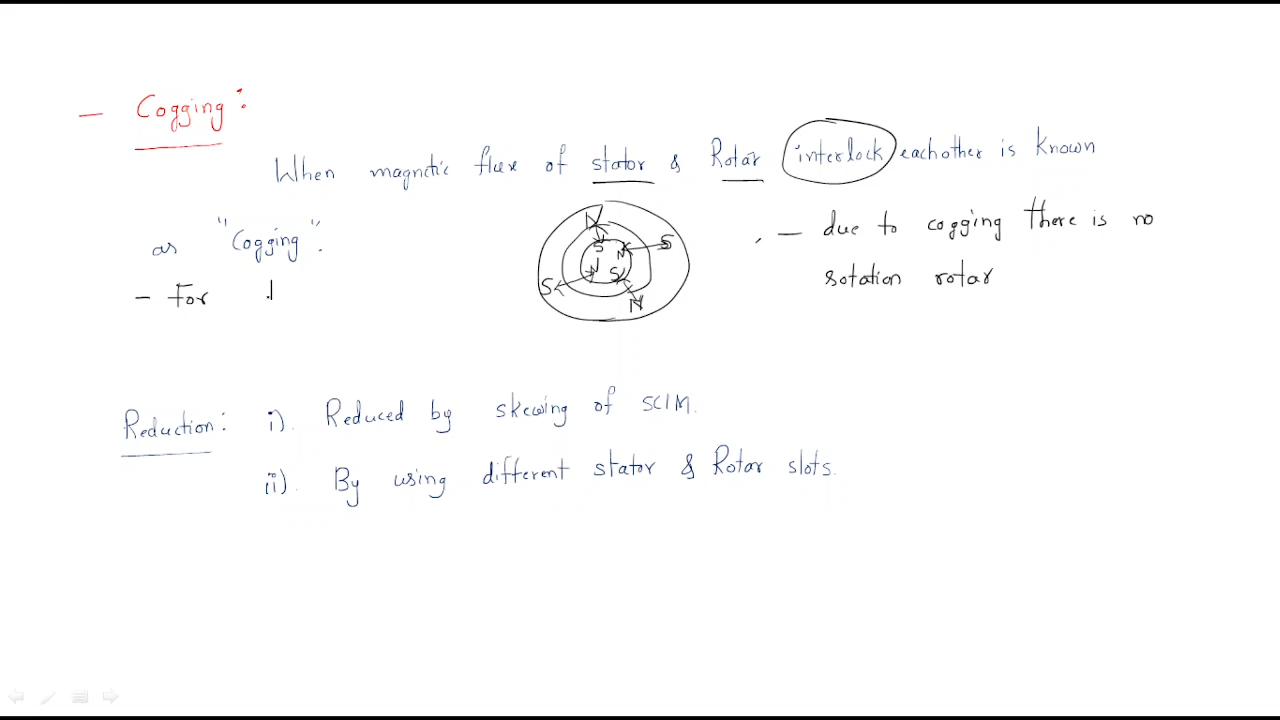 — Cogging:
When magnetic flux of stator & Rotar interlock eachother is known
as "Cogging".
— For
N
S
N
S
N
S
S
N
— due to cogging there is no
rotation rotar
Reduction: i). Reduced by skewing of SCIM.
ii). By using different stator & Rotar slots.